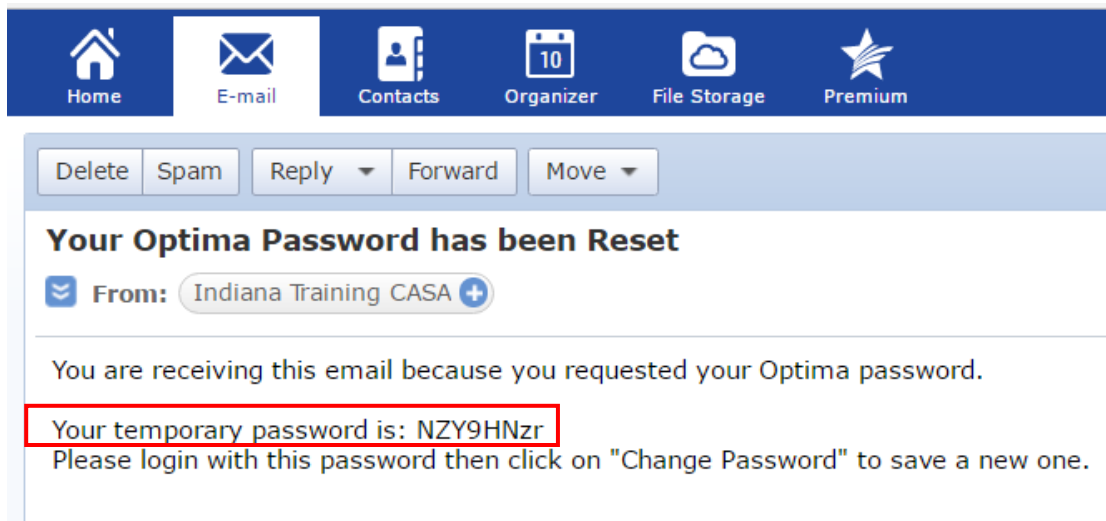 Home E-mail Contacts 10 Organizer File Storage Premium
Delete Spam Reply Forward Move
Your Optima Password has been Reset
From: Indiana Training CASA
You are receiving this email because you requested your Optima password.
Your temporary password is: NZY9HNzr
Please login with this password then click on "Change Password" to save a new one.